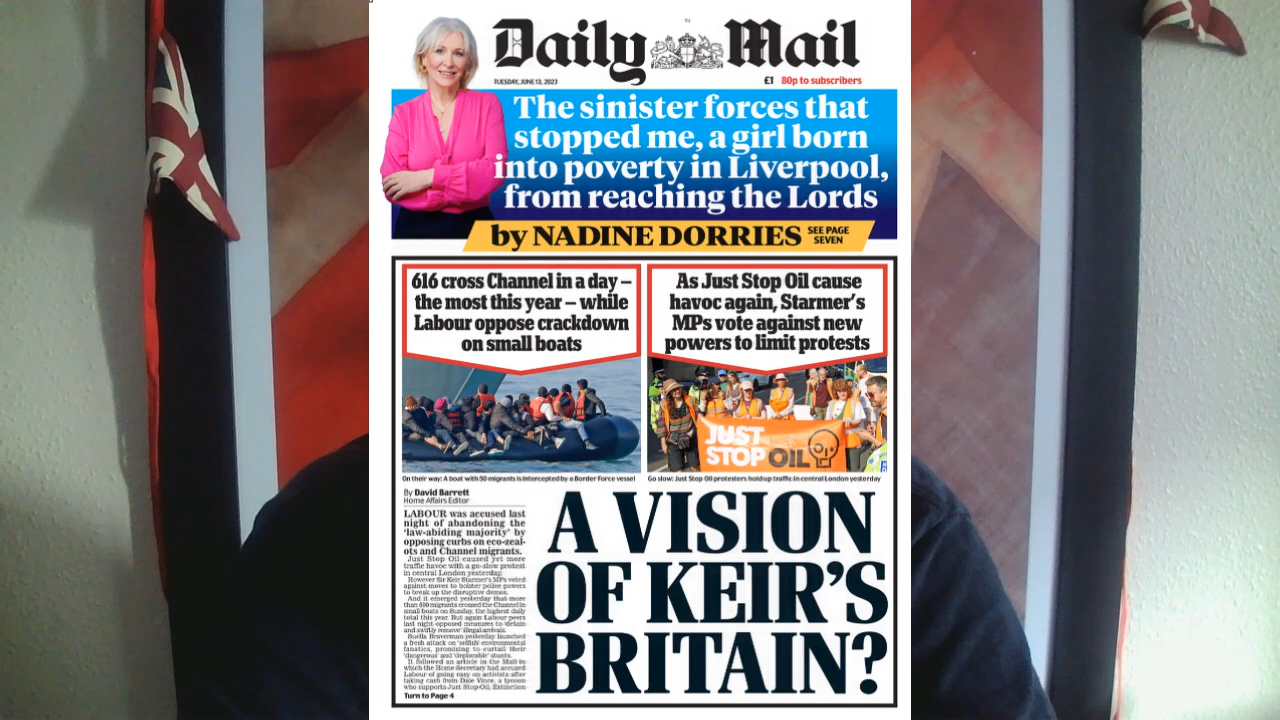 Daily Mail
TUESDAY, JUNE 13, 2023
£1 80p to subscribers
The sinister forces that
stopped me, a girl born
into poverty in Liverpool,
from reaching the Lords
by NADINE DORRIES SEE PAGE
SEVEN
616 cross Channel in a day –
the most this year – while
Labour oppose crackdown
on small boats
As Just Stop Oil cause
havoc again, Starmer's
MPs vote against new
powers to limit protests
JUST
STOP OIL
On their way: A boat with 50 migrants is intercepted by a Border Force vessel
Go slow: Just Stop Oil protesters hold up traffic in central London yesterday
By David Barrett
Home Affairs Editor
LABOUR was accused last
night of abandoning the
'law-abiding majority' by
opposing curbs on eco-zeal-
ots and Channel migrants.
Just Stop Oil caused yet more
traffic havoc with a go-slow protest
in central London yesterday.
However Sir Keir Starmer's MPs voted
against moves to bolster police powers
to break up the disruptive demos.
And it emerged yesterday that more
than 600 migrants crossed the Channel in
small boats on Sunday, the highest daily
total this year. But again Labour peers
last night opposed measures to 'detain
and swiftly remove' illegal arrivals.
Suella Braverman yesterday launched
a fresh attack on 'selfish' environmental
fanatics, promising to curtail their
'dangerous' and 'deplorable' stunts.
It followed an article in the Mail in
which the Home Secretary had accused
Labour of going easy on activists after
taking cash from Dale Vince, a tycoon
who supports Just Stop Oil, Extinction
Turn to Page 4
A VISION
OF KEIR'S
BRITAIN?